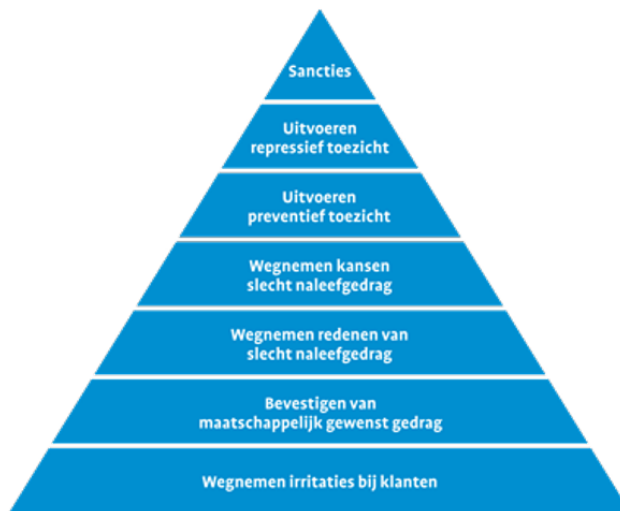 Sancties
Uitvoeren
repressief toezicht
Uitvoeren
preventief toezicht
Wegnemen kansen
slecht naleefgedrag
Wegnemen redenen van
slecht naleefgedrag
Bevestigen van
maatschappelijk gewenst gedrag
Wegnemen irritaties bij klanten